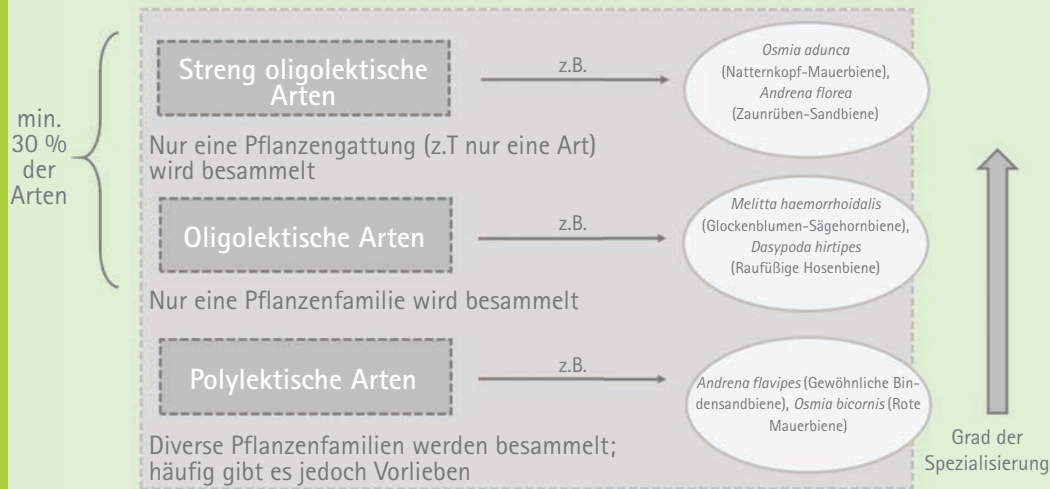 min.
30 %
der
Arten
Streng oligolektische
Arten
z.B.
Osmia adunca
(Natternkopf-Mauerbiene),
Andrena florea
(Zaunrüben-Sandbiene)
Nur eine Pflanzengattung (z.T nur eine Art)
wird besammelt
Oligolektische Arten
z.B.
Melitta haemorrhoidalis
(Glockenblumen-Sägehornbiene),
Dasypoda hirtipes
(Raufüßige Hosenbiene)
Nur eine Pflanzenfamilie wird besammelt
Polylektische Arten
z.B.
Andrena flavipes (Gewöhnliche Bin-
densandbiene), Osmia bicornis (Rote
Mauerbiene)
Diverse Pflanzenfamilien werden besammelt;
häufig gibt es jedoch Vorlieben
Grad der
Spezialisierung